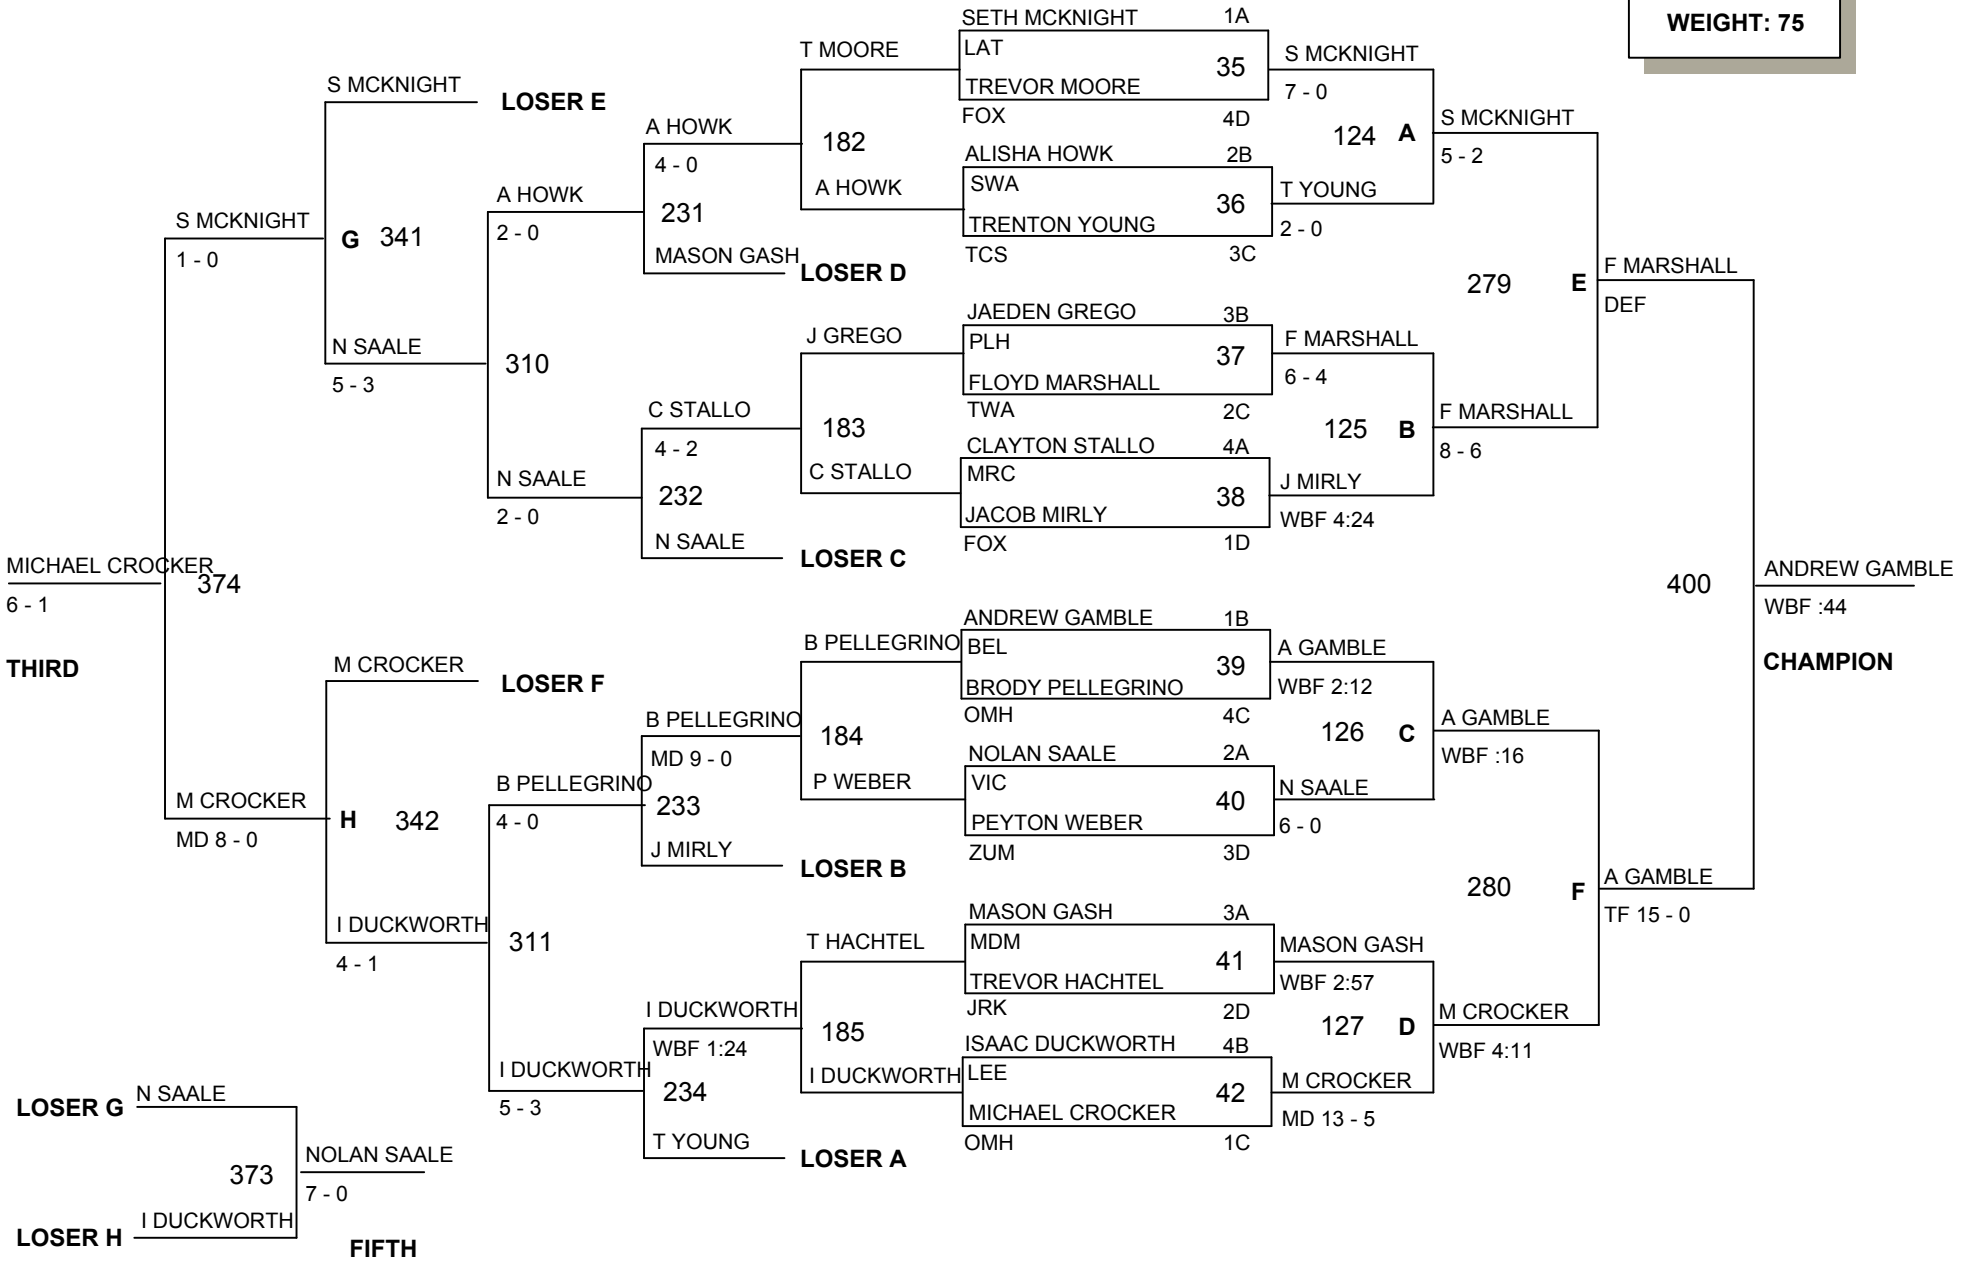 WEIGHT: 75
SETH MCKNIGHT 1A
LAT
35
TREVOR MOORE
FOX 4D
ALISHA HOWK 2B
SWA
36
TRENTON YOUNG
TCS 3C
JAEDEN GREGO 3B
PLH
37
FLOYD MARSHALL
TWA 2C
CLAYTON STALLO 4A
MRC
38
JACOB MIRLY
FOX 1D
ANDREW GAMBLE 1B
BEL
39
BRODY PELLEGRINO
OMH 4C
NOLAN SAALE 2A
VIC
40
PEYTON WEBER
ZUM 3D
MASON GASH 3A
MDM
41
TREVOR HACHTEL
JRK 2D
ISAAC DUCKWORTH 4B
LEE
42
MICHAEL CROCKER
OMH 1C
S MCKNIGHT
7 - 0
124 A
T YOUNG
2 - 0
F MARSHALL
6 - 4
125 B
J MIRLY
WBF 4:24
A GAMBLE
WBF 2:12
126 C
N SAALE
6 - 0
MASON GASH
WBF 2:57
127 D
M CROCKER
MD 13 - 5
S MCKNIGHT
5 - 2
279 E
F MARSHALL
8 - 6
A GAMBLE
WBF :16
280 F
M CROCKER
WBF 4:11
F MARSHALL
DEF
400
A GAMBLE
TF 15 - 0
ANDREW GAMBLE
WBF :44
CHAMPION
T MOORE
182
A HOWK
J GREGO
183
C STALLO
B PELLEGRINO
184
P WEBER
T HACHTEL
185
I DUCKWORTH
A HOWK
4 - 0
231
MASON GASH
LOSER D
C STALLO
4 - 2
232
N SAALE
LOSER C
B PELLEGRINO
MD 9 - 0
233
J MIRLY
LOSER B
I DUCKWORTH
WBF 1:24
234
T YOUNG
LOSER A
A HOWK
2 - 0
310
N SAALE
2 - 0
B PELLEGRINO
4 - 0
311
I DUCKWORTH
5 - 3
S MCKNIGHT
LOSER E
G 341
N SAALE
5 - 3
M CROCKER
LOSER F
H 342
I DUCKWORTH
4 - 1
S MCKNIGHT
1 - 0
374
M CROCKER
MD 8 - 0
MICHAEL CROCKER
6 - 1
THIRD
LOSER G N SAALE
373
LOSER H I DUCKWORTH
NOLAN SAALE
7 - 0
FIFTH